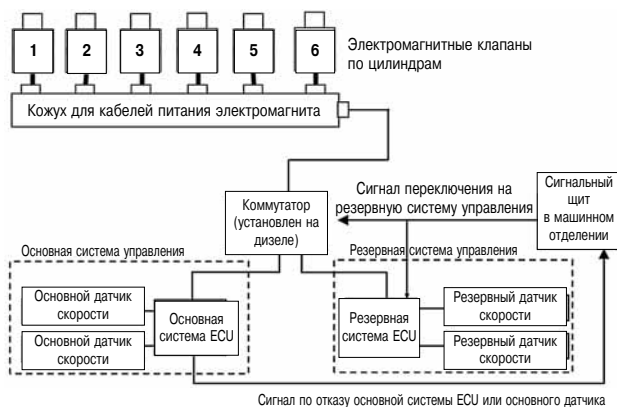 1 2 3 4 5 6
Электромагнитные клапаны
по цилиндрам
Кожух для кабелей питания электромагнита
Коммутатор
(установлен на
дизеле)
Сигнал переключения на
резервную систему управления
Сигнальный
щит
в машинном
отделении
Основная система управления
Резервная система управления
Основной датчик
скорости
Основной датчик
скорости
Основная
система ECU
Резервная
система ECU
Резервный датчик
скорости
Резервный датчик
скорости
Сигнал по отказу основной системы ECU или основного датчика